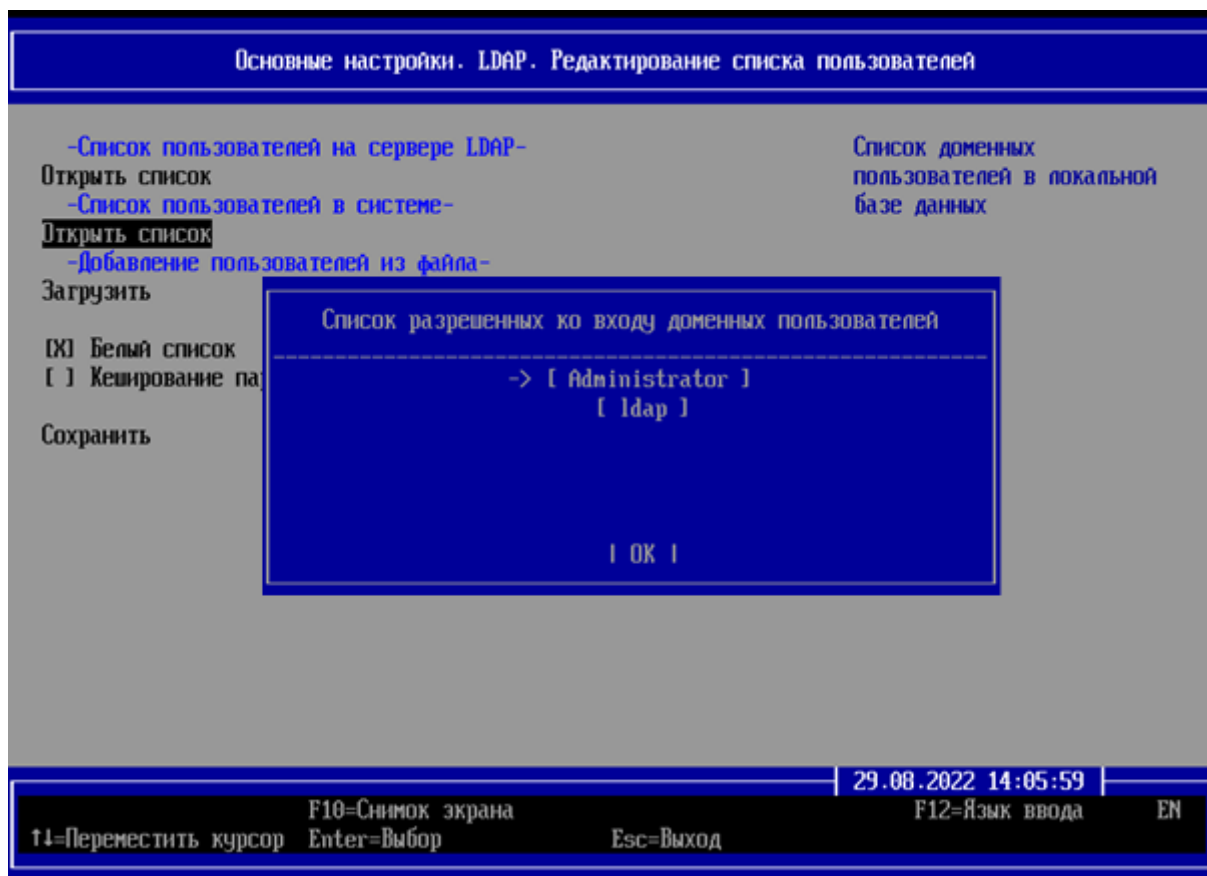 Основные настройки. LDAP. Редактирование списка пользователей
-Список пользователей на сервере LDAP-
Открыть список
-Список пользователей в системе-
Открыть список
-Добавление пользователей из файла-
Загрузить
[X] Белый список
[ ] Кеширование па
Сохранить
Список доменных
пользователей в локальной
базе данных
Список разрешенных ко входу доменных пользователей
-> [ Administrator ]
[ ldap ]
| OK |
29.08.2022 14:05:59
F10=Снимок экрана F12=Язык ввода EN
↑↓=Переместить курсор Enter=Выбор Esc=Выход